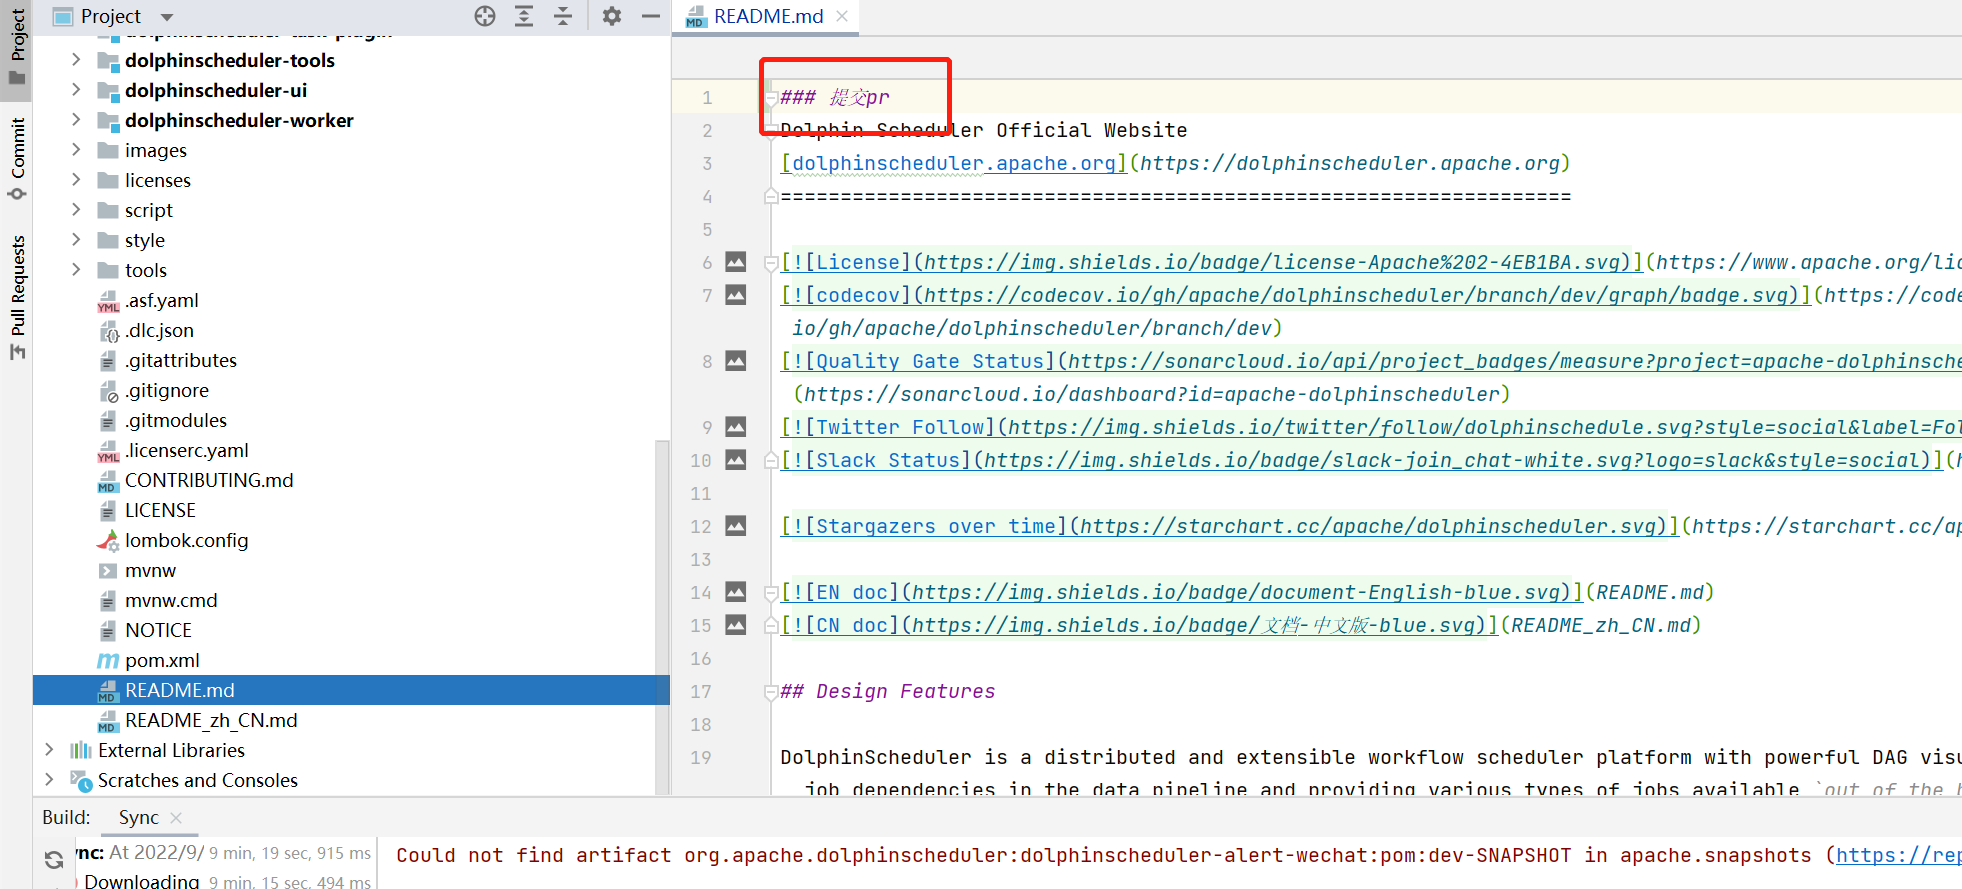 Project
Project
Commit
Pull Requests
dolphinscheduler-task-plugin
dolphinscheduler-tools
dolphinscheduler-ui
dolphinscheduler-worker
images
licenses
script
style
tools
.asf.yaml
.dlc.json
.gitattributes
.gitignore
.gitmodules
.licenserc.yaml
CONTRIBUTING.md
LICENSE
lombok.config
mvnw
mvnw.cmd
NOTICE
pom.xml
README.md
README_zh_CN.md
External Libraries
Scratches and Consoles
README.md
1 ### 提交pr
2 Dolphin Scheduler Official Website
3 [dolphinscheduler.apache.org](https://dolphinscheduler.apache.org)
4 ==================================================================
5
6 [![License](https://img.shields.io/badge/license-Apache%202-4EB1BA.svg)](https://www.apache.org/lic
7 [![codecov](https://codecov.io/gh/apache/dolphinscheduler/branch/dev/graph/badge.svg)](https://code
io/gh/apache/dolphinscheduler/branch/dev)
8 [![Quality Gate Status](https://sonarcloud.io/api/project_badges/measure?project=apache-dolphinsche
(https://sonarcloud.io/dashboard?id=apache-dolphinscheduler)
9 [![Twitter Follow](https://img.shields.io/twitter/follow/dolphinschedule.svg?style=social&label=Fol
10 [![Slack Status](https://img.shields.io/badge/slack-join_chat-white.svg?logo=slack&style=social)](h
11
12 [![Stargazers over time](https://starchart.cc/apache/dolphinscheduler.svg)](https://starchart.cc/ap
13
14 [![EN doc](https://img.shields.io/badge/document-English-blue.svg)](README.md)
15 [![CN doc](https://img.shields.io/badge/文档-中文版-blue.svg)](README_zh_CN.md)
16
17 ## Design Features
18
19 DolphinScheduler is a distributed and extensible workflow scheduler platform with powerful DAG visu
job dependencies in the data pipeline and providing various types of jobs available `out of the b
Build: Sync
ync: At 2022/9/ 9 min, 19 sec, 915 ms
Downloading 9 min, 15 sec, 494 ms
Could not find artifact org.apache.dolphinscheduler:dolphinscheduler-alert-wechat:pom:dev-SNAPSHOT in apache.snapshots (https://rep